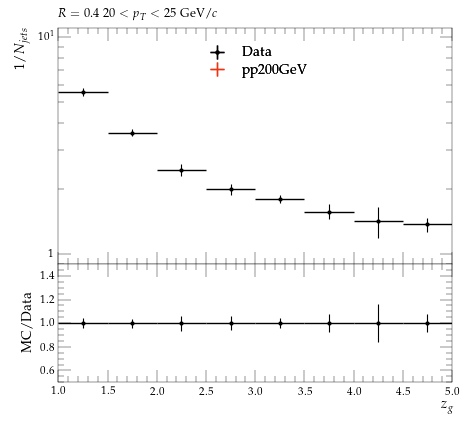 R = 0.4 20 < p_T < 25 GeV/c
1/N_jets
10^1
1
Data
pp200GeV
MC/Data
1.4
1.2
1.0
0.8
0.6
1.0 1.5 2.0 2.5 3.0 3.5 4.0 4.5 5.0
z_g